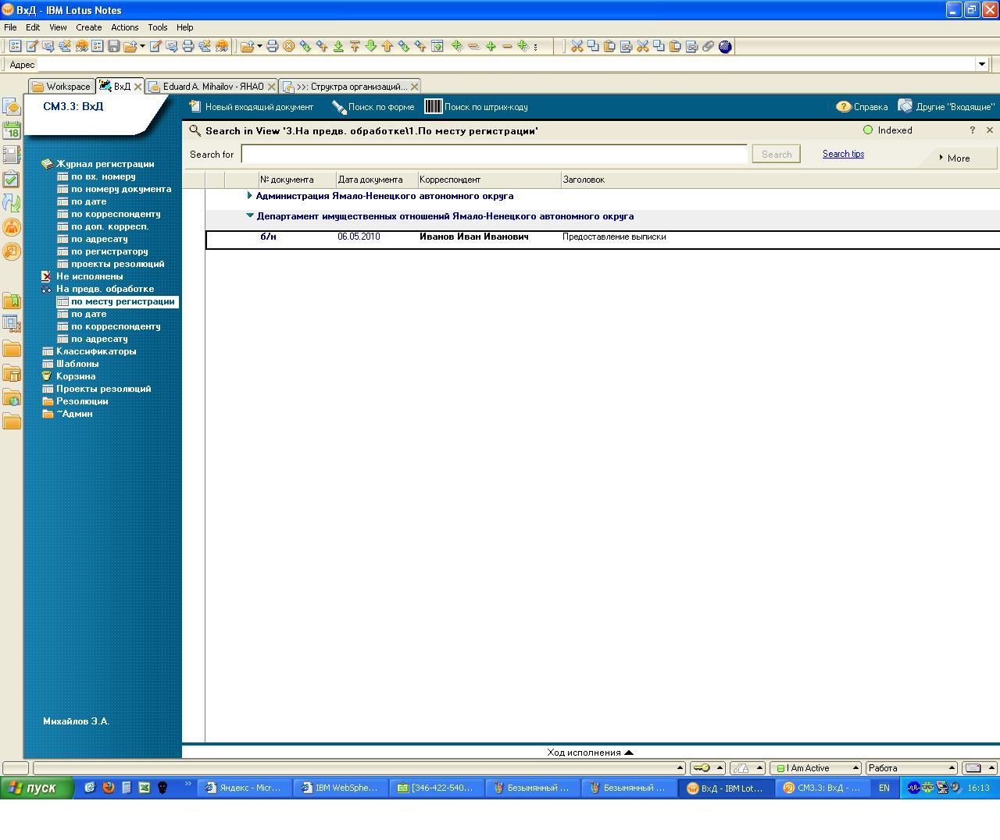 ВхД - IBM Lotus Notes
File Edit View Create Actions Tools Help
Адрес
Workspace ВхД Eduard A. Mihailov - ЯНАО >>: Структра организаций...
СМ3.3: ВхД
Новый входящий документ Поиск по форме Поиск по штрих-коду Справка Другие "Входящие"
Search in View '3.На предв. обработке\1.По месту регистрации' Indexed ?
Search for Search Search tips More
№ документа Дата документа Корреспондент Заголовок
Администрация Ямало-Ненецкого автономного округа
Департамент имущественных отношений Ямало-Ненецкого автономного округа
б/н 06.05.2010 Иванов Иван Иванович Предоставление выписки
18
Журнал регистрации
по вх. номеру
по номеру документа
по дате
по корреспонденту
по доп. корресп.
по адресату
по регистратору
проекты резолюций
Не исполнены
На предв. обработке
по месту регистрации
по дате
по корреспонденту
по адресату
Классификаторы
Шаблоны
Корзина
Проекты резолюций
Резолюции
~Админ
Михайлов Э.А.
Ход исполнения
I Am Active Работа
пуск Яндекс - Micr... IBM WebSphe... [346-422-540... Безымянный ... Безымянный ... ВхД - IBM Lot... СМ3.3: ВхД - ... EN 16:13